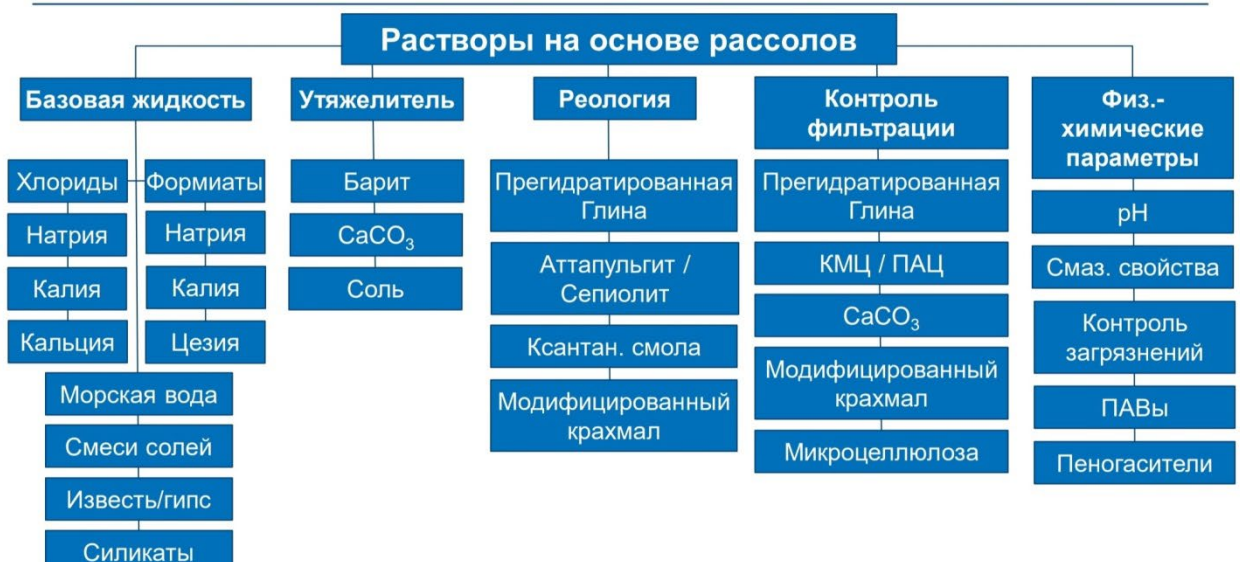 Растворы на основе рассолов
Базовая жидкость
Хлориды
Натрия
Калия
Кальция
Формиаты
Натрия
Калия
Цезия
Морская вода
Смеси солей
Известь/гипс
Силикаты
Утяжелитель
Барит
CaCO₃
Соль
Реология
Прегидратированная
Глина
Аттапульгит /
Сепиолит
Ксантан. смола
Модифицированный
крахмал
Контроль
фильтрации
Прегидратированная
Глина
КМЦ / ПАЦ
CaCO₃
Модифицированный
крахмал
Микроцеллюлоза
Физ.-
химические
параметры
pH
Смаз. свойства
Контроль
загрязнений
ПАВы
Пеногасители